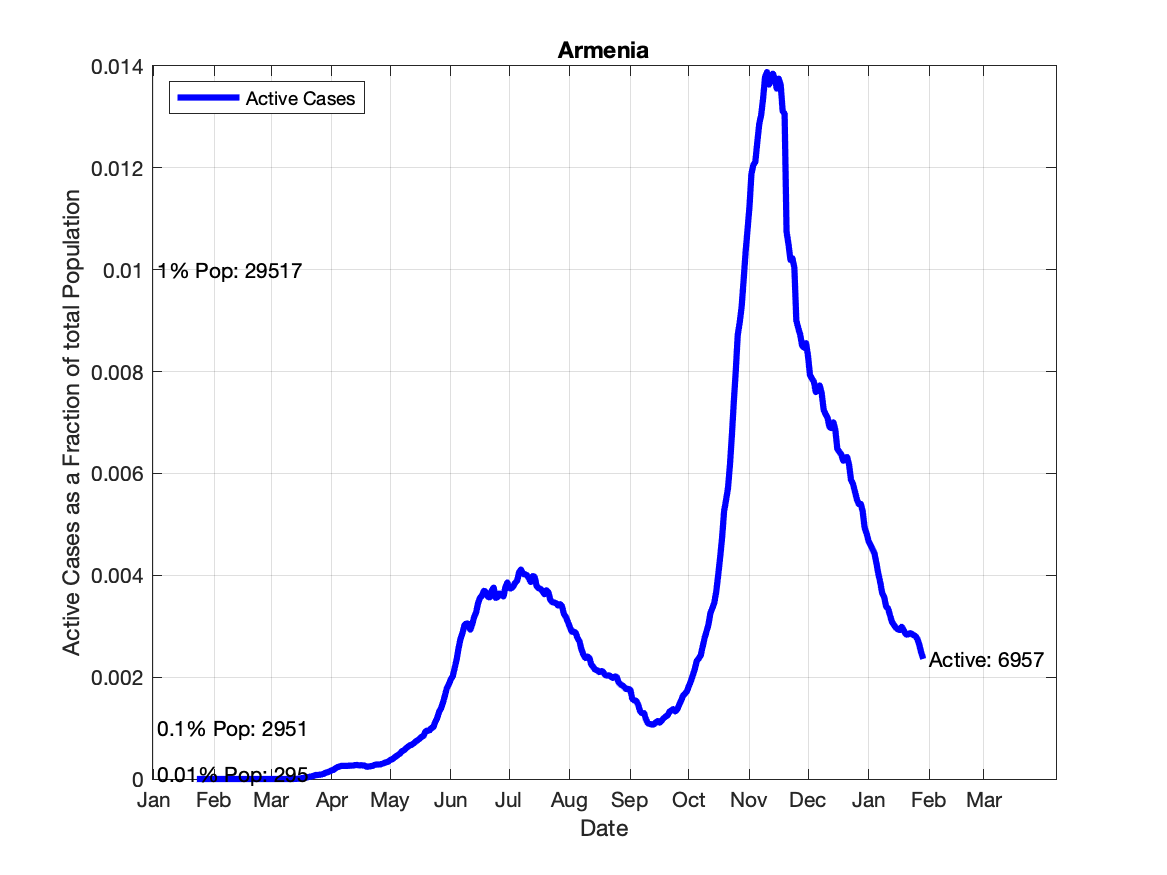 Armenia
Active Cases
0.014
0.012
0.01
0.008
0.006
0.004
0.002
0
Active Cases as a Fraction of total Population
1% Pop: 29517
0.1% Pop: 2951
0.01% Pop: 295
Active: 6957
Jan Feb Mar Apr May Jun Jul Aug Sep Oct Nov Dec Jan Feb Mar
Date